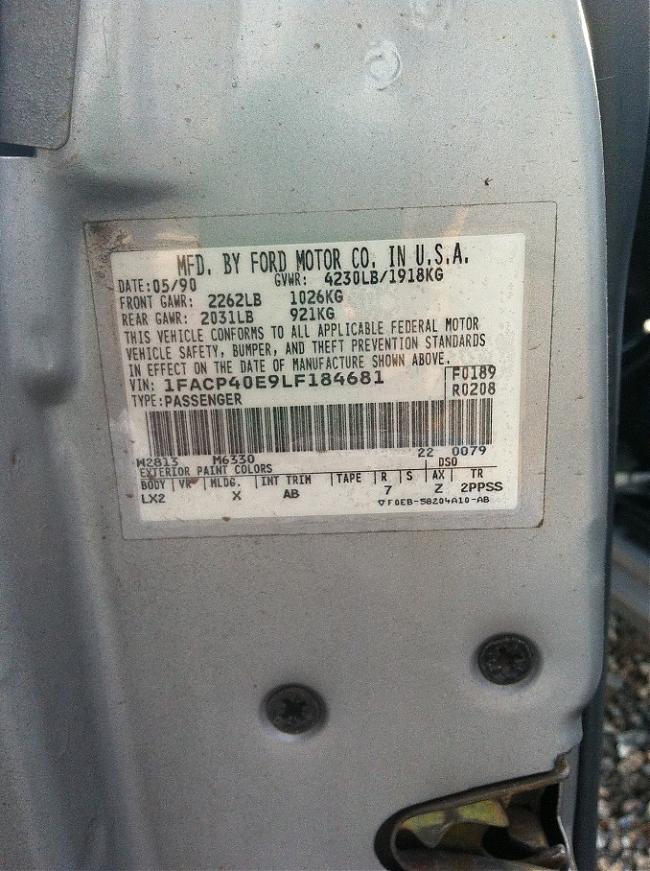 MFD. BY FORD MOTOR CO. IN U.S.A.
DATE: 05/90 GVWR: 4230LB/1918KG
FRONT GAWR: 2262LB 1026KG
REAR GAWR: 2031LB 921KG
THIS VEHICLE CONFORMS TO ALL APPLICABLE FEDERAL MOTOR
VEHICLE SAFETY, BUMPER, AND THEFT PREVENTION STANDARDS
IN EFFECT ON THE DATE OF MANUFACTURE SHOWN ABOVE.
VIN: 1FACP40E9LF184681 F0189
TYPE: PASSENGER R0208
W2813 M6330 22 0079
EXTERIOR PAINT COLORS DSO
BODY VR MLDG. INT TRIM TAPE R S AX TR
LX2 X AB 7 Z 2PPSS
▽F0EB-58204A10-AB